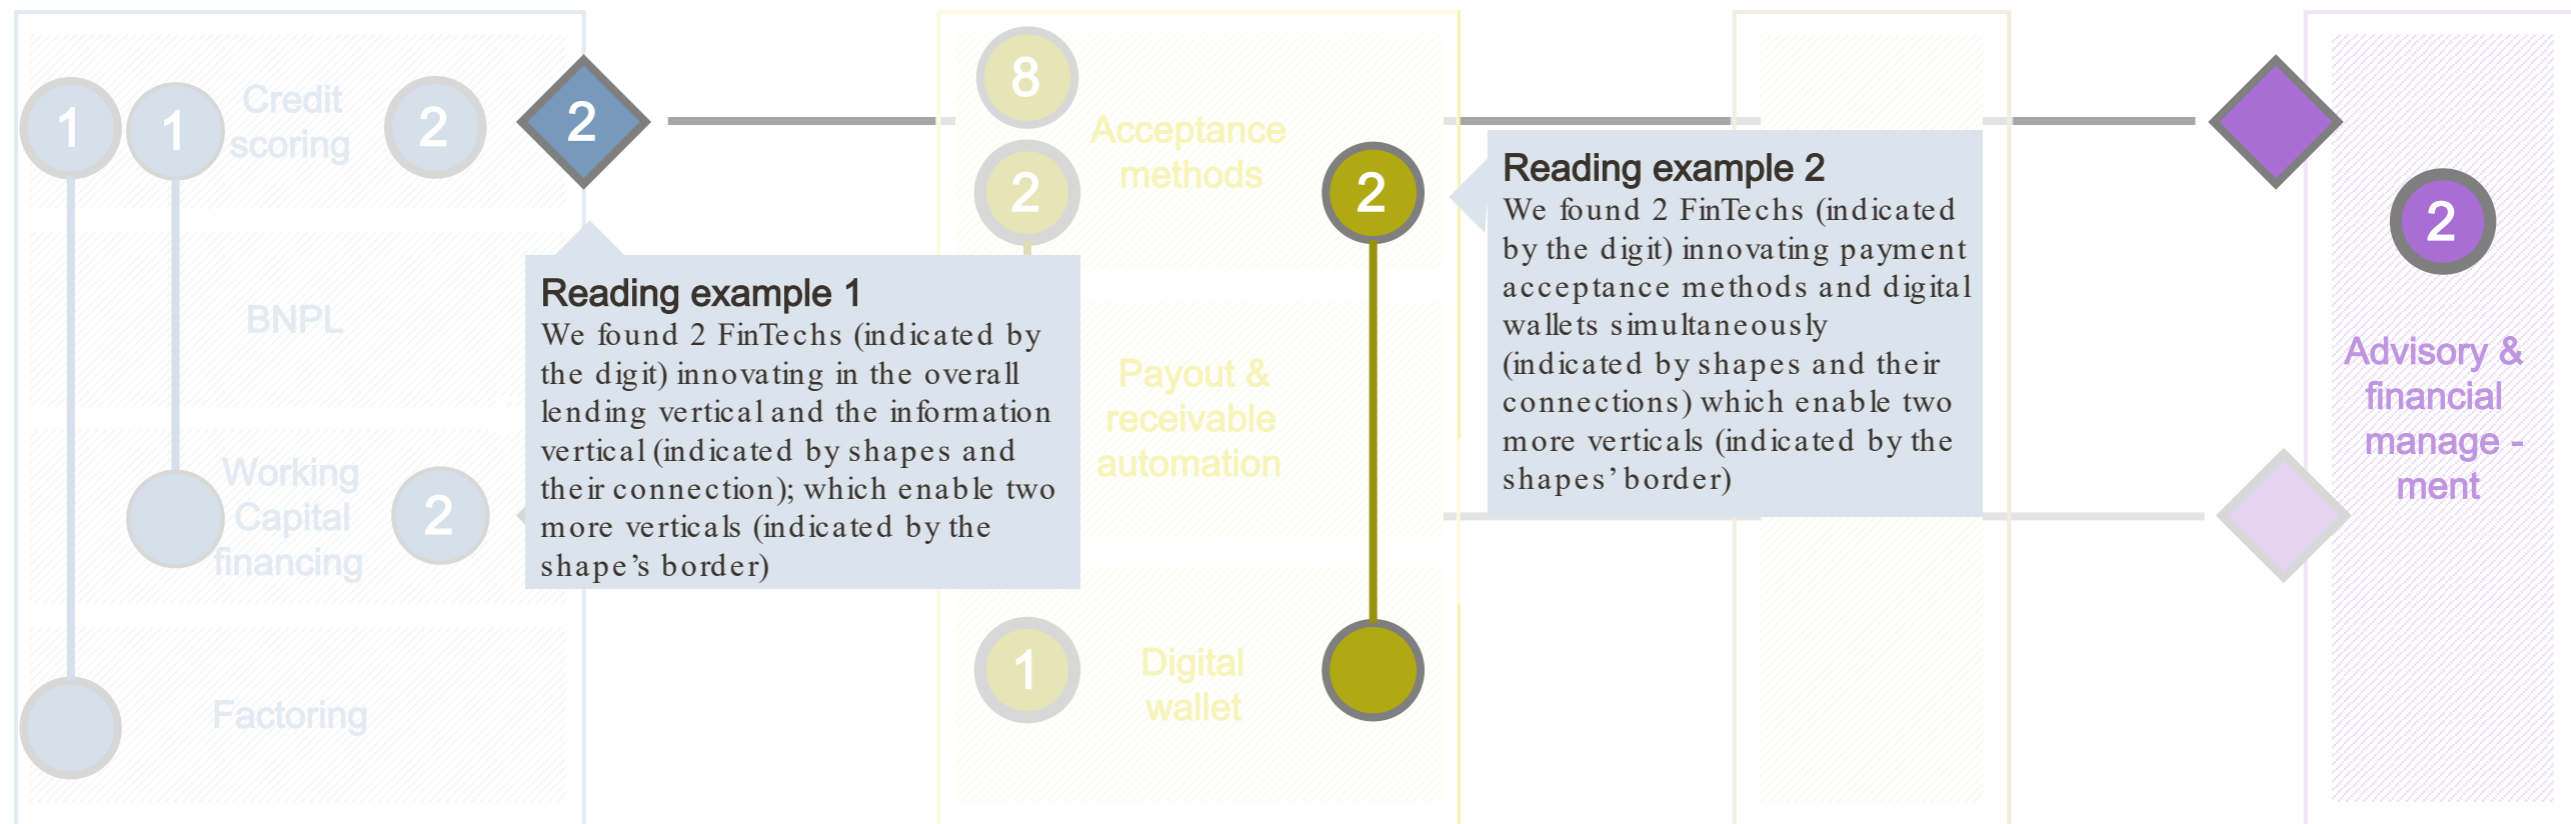 1
1
Credit
scoring
2
2
BNPL
Working
Capital
financing
2
Factoring
Reading example 1
We found 2 FinTechs (indicated by
the digit) innovating in the overall
lending vertical and the information
vertical (indicated by shapes and
their connection); which enable two
more verticals (indicated by the
shape’s border)
8
2
Acceptance
methods
2
Payout &
receivable
automation
1
Digital
wallet
Reading example 2
We found 2 FinTechs (indicated
by the digit) innovating payment
acceptance methods and digital
wallets simultaneously
(indicated by shapes and their
connections) which enable two
more verticals (indicated by the
shapes’ border)
2
Advisory &
financial
manage -
ment